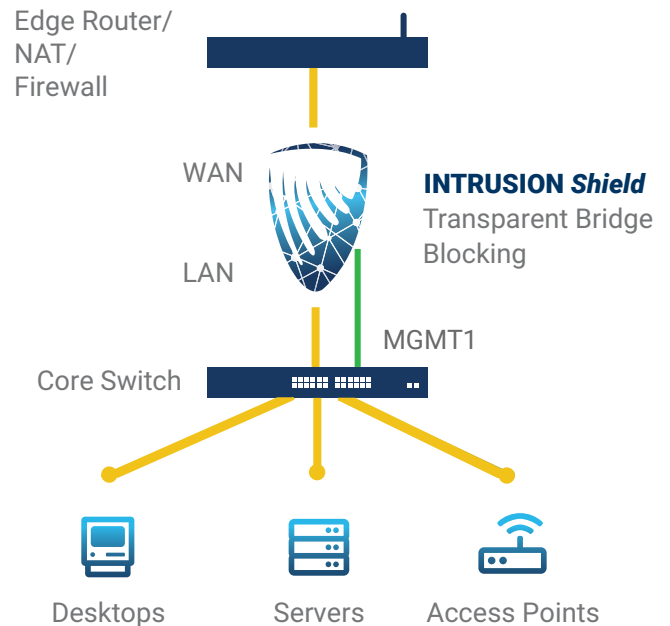 Edge Router/
NAT/
Firewall
WAN
INTRUSION Shield
Transparent Bridge
Blocking
LAN
MGMT1
Core Switch
Desktops
Servers
Access Points